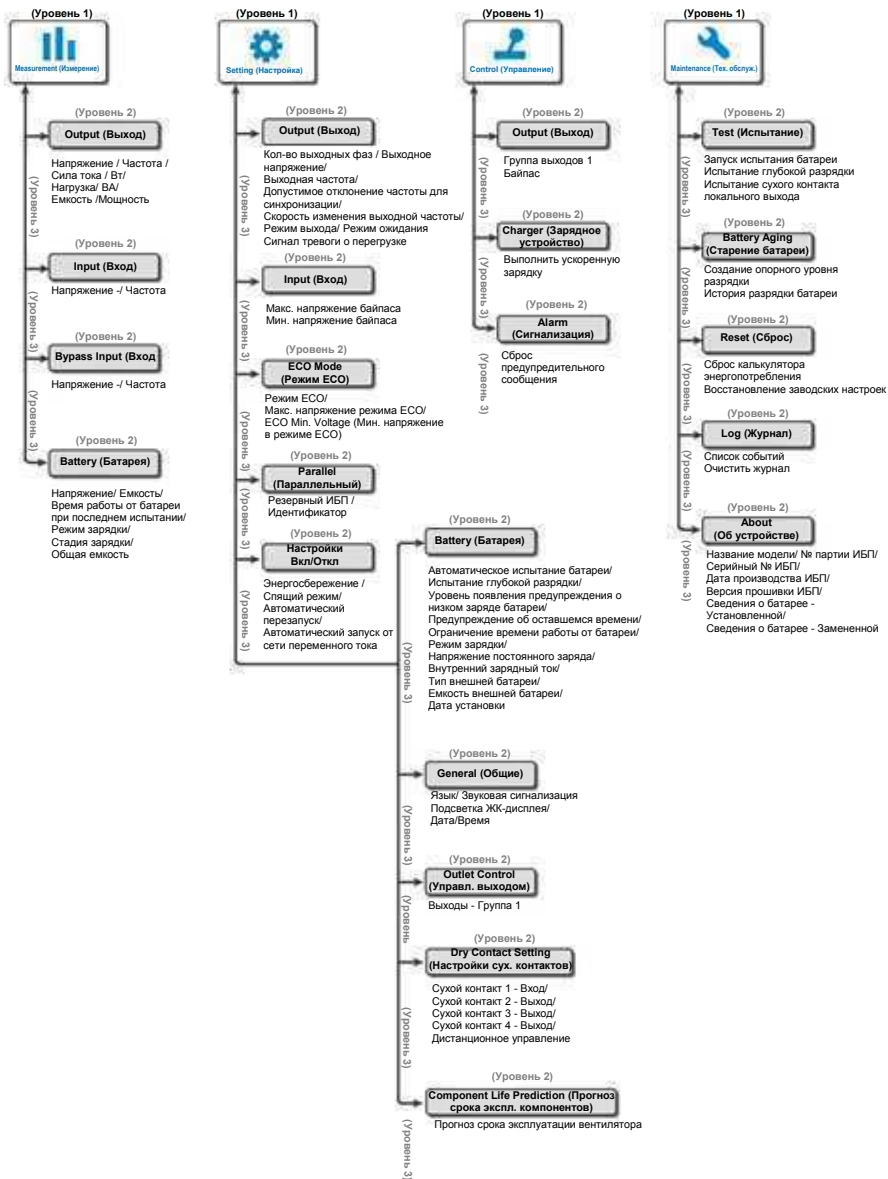 (Уровень 1)
Measurement (Измерение)
(Уровень 2)
Output (Выход)
Напряжение / Частота /
Сила тока / Вт/
Нагрузка/ ВА/
Емкость /Мощность
(Уровень 3)
(Уровень 2)
Input (Вход)
Напряжение -/ Частота
(Уровень 3)
(Уровень 2)
Bypass Input (Вход
Напряжение -/ Частота
(Уровень 3)
(Уровень 2)
Battery (Батарея)
Напряжение/ Емкость/
Время работы от батареи
при последнем испытании/
Режим зарядки/
Стадия зарядки/
Общая емкость
(Уровень 1)
Setting (Настройка)
(Уровень 2)
Output (Выход)
Кол-во выходных фаз / Выходное
напряжение/
Выходная частота/
Допустимое отклонение частоты для
синхронизации/
Скорость изменения выходной частоты/
Режим выхода/ Режим ожидания
Сигнал тревоги о перегрузке
(Уровень 3)
(Уровень 2)
Input (Вход)
Макс. напряжение байпаса
Мин. напряжение байпаса
(Уровень 3)
(Уровень 2)
ECO Mode
(Режим ECO)
Режим ECO/
Макс. напряжение режима ECO/
ECO Min. Voltage (Мин. напряжение
в режиме ECO)
(Уровень 3)
(Уровень 2)
Parallel
(Параллельный)
Резервный ИБП /
Идентификатор
(Уровень 3)
(Уровень 2)
Настройки
Вкл/Откл
Энергосбережение /
Спящий режим/
Автоматический
перезапуск/
Автоматический запуск от
сети переменного тока
(Уровень 3)
(Уровень 2)
Battery (Батарея)
Автоматическое испытание батареи/
Испытание глубокой разрядки/
Уровень появления предупреждения о
низком заряде батареи/
Предупреждение об оставшемся времени/
Ограничение времени работы от батареи/
Режим зарядки/
Напряжение постоянного заряда/
Внутренний зарядный ток/
Тип внешней батареи/
Емкость внешней батареи/
Дата установки
(Уровень 3)
(Уровень 2)
General (Общие)
Язык/ Звуковая сигнализация
Подсветка ЖК-дисплея/
Дата/Время
(Уровень 3)
(Уровень 2)
Outlet Control
(Управл. выходом)
Выходы - Группа 1
(Уровень
(Уровень 2)
Dry Contact Setting
(Настройки сух. контактов)
Сухой контакт 1 - Вход/
Сухой контакт 2 - Выход/
Сухой контакт 3 - Выход/
Сухой контакт 4 - Выход/
Дистанционное управление
(Уровень 3)
(Уровень 2)
Component Life Prediction (Прогноз
срока экспл. компонентов)
Прогноз срока эксплуатации вентилятора
(Уровень 3)
(Уровень 1)
Control (Управление)
(Уровень 2)
Output (Выход)
Группа выходов 1
Байпас
(Уровень 3)
(Уровень 2)
Charger (Зарядное
устройство)
Выполнить ускоренную
зарядку
(Уровень 3)
(Уровень 2)
Alarm
(Сигнализация)
Сброс
предупредительного
сообщения
(Уровень 3)
(Уровень 1)
Maintenance (Тех. обслуж.)
(Уровень 2)
Test (Испытание)
Запуск испытания батареи
Испытание глубокой разрядки
Испытание сухого контакта
локального выхода
(Уровень 3)
(Уровень 2)
Battery Aging
(Старение батареи)
Создание опорного уровня
разрядки
История разрядки батареи
(Уровень 3)
(Уровень 2)
Reset (Сброс)
Сброс калькулятора
энергопотребления
Восстановление заводских настроек
(Уровень 3)
(Уровень 2)
Log (Журнал)
Список событий
Очистить журнал
(Уровень 3)
(Уровень 2)
About
(Об устройстве)
Название модели/ № партии ИБП/
Серийный № ИБП/
Дата производства ИБП/
Версия прошивки ИБП/
Сведения о батарее -
Установленной/
Сведения о батарее - Замененной
(Уровень 3)